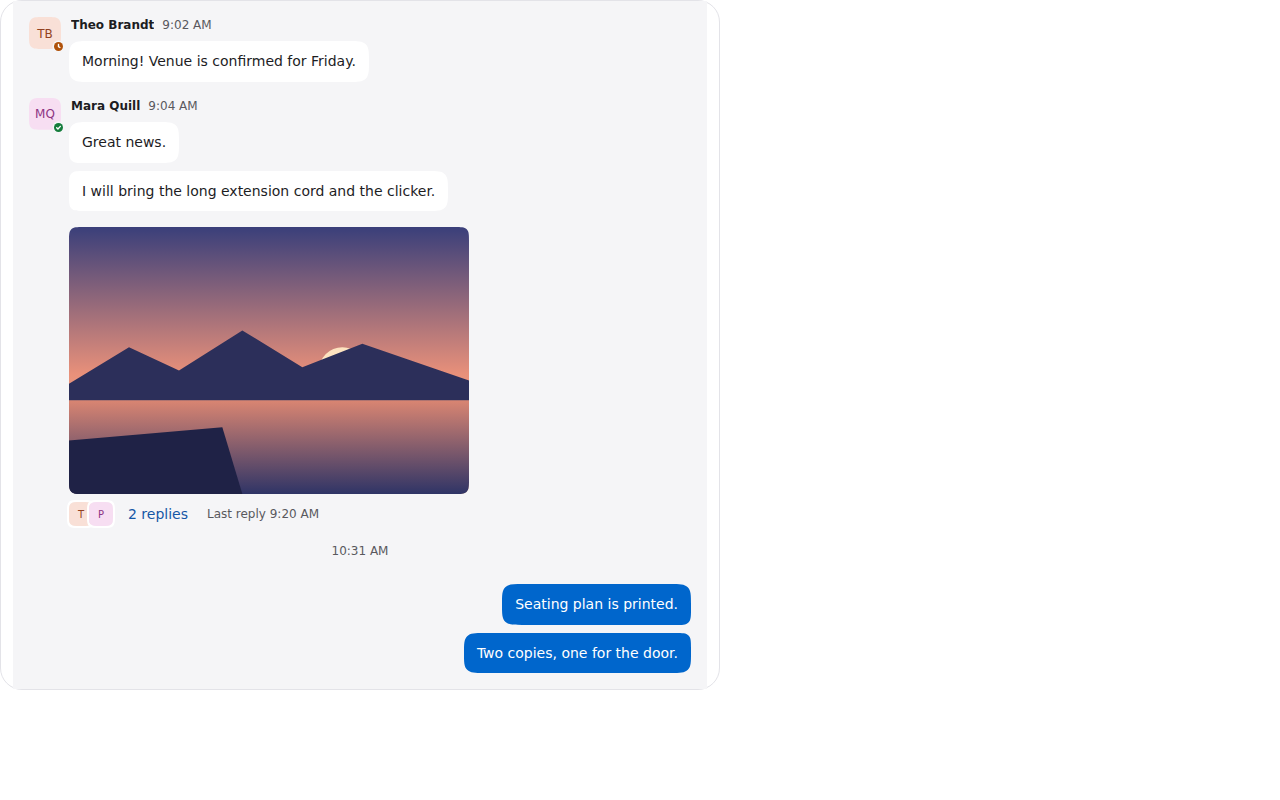 TB
Theo Brandt 9:02 AM
Morning! Venue is confirmed for Friday.
MQ
Mara Quill 9:04 AM
Great news.
I will bring the long extension cord and the clicker.
T P 2 replies Last reply 9:20 AM
10:31 AM
Seating plan is printed.
Two copies, one for the door.